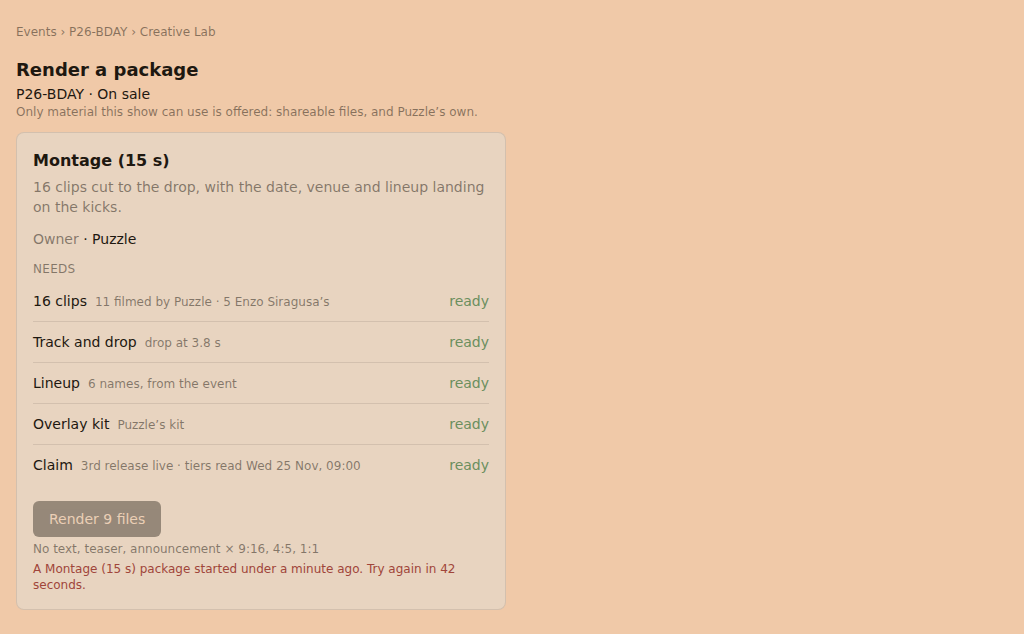 Events › P26-BDAY › Creative Lab
Render a package
P26-BDAY · On sale
Only material this show can use is offered: shareable files, and Puzzle’s own.
Montage (15 s)
16 clips cut to the drop, with the date, venue and lineup landing
on the kicks.
Owner · Puzzle
NEEDS
16 clips 11 filmed by Puzzle · 5 Enzo Siragusa’s ready
Track and drop drop at 3.8 s ready
Lineup 6 names, from the event ready
Overlay kit Puzzle’s kit ready
Claim 3rd release live · tiers read Wed 25 Nov, 09:00 ready
Render 9 files
No text, teaser, announcement × 9:16, 4:5, 1:1
A Montage (15 s) package started under a minute ago. Try again in 42
seconds.